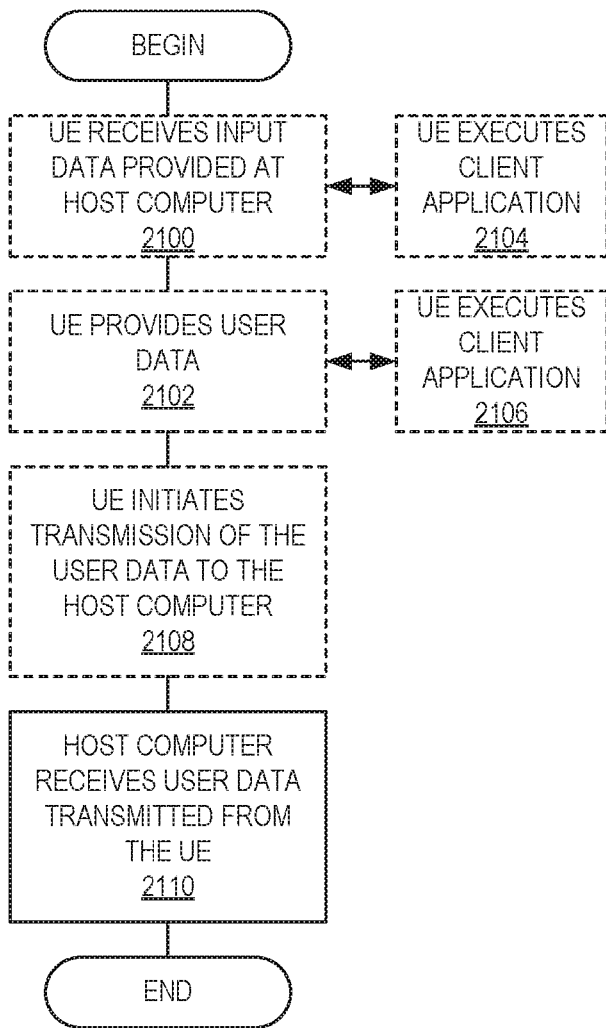 BEGIN
UE RECEIVES INPUT
DATA PROVIDED AT
HOST COMPUTER
2100
UE EXECUTES
CLIENT
APPLICATION
2104
UE PROVIDES USER
DATA
2102
UE EXECUTES
CLIENT
APPLICATION
2106
UE INITIATES
TRANSMISSION OF THE
USER DATA TO THE
HOST COMPUTER
2108
HOST COMPUTER
RECEIVES USER DATA
TRANSMITTED FROM
THE UE
2110
END